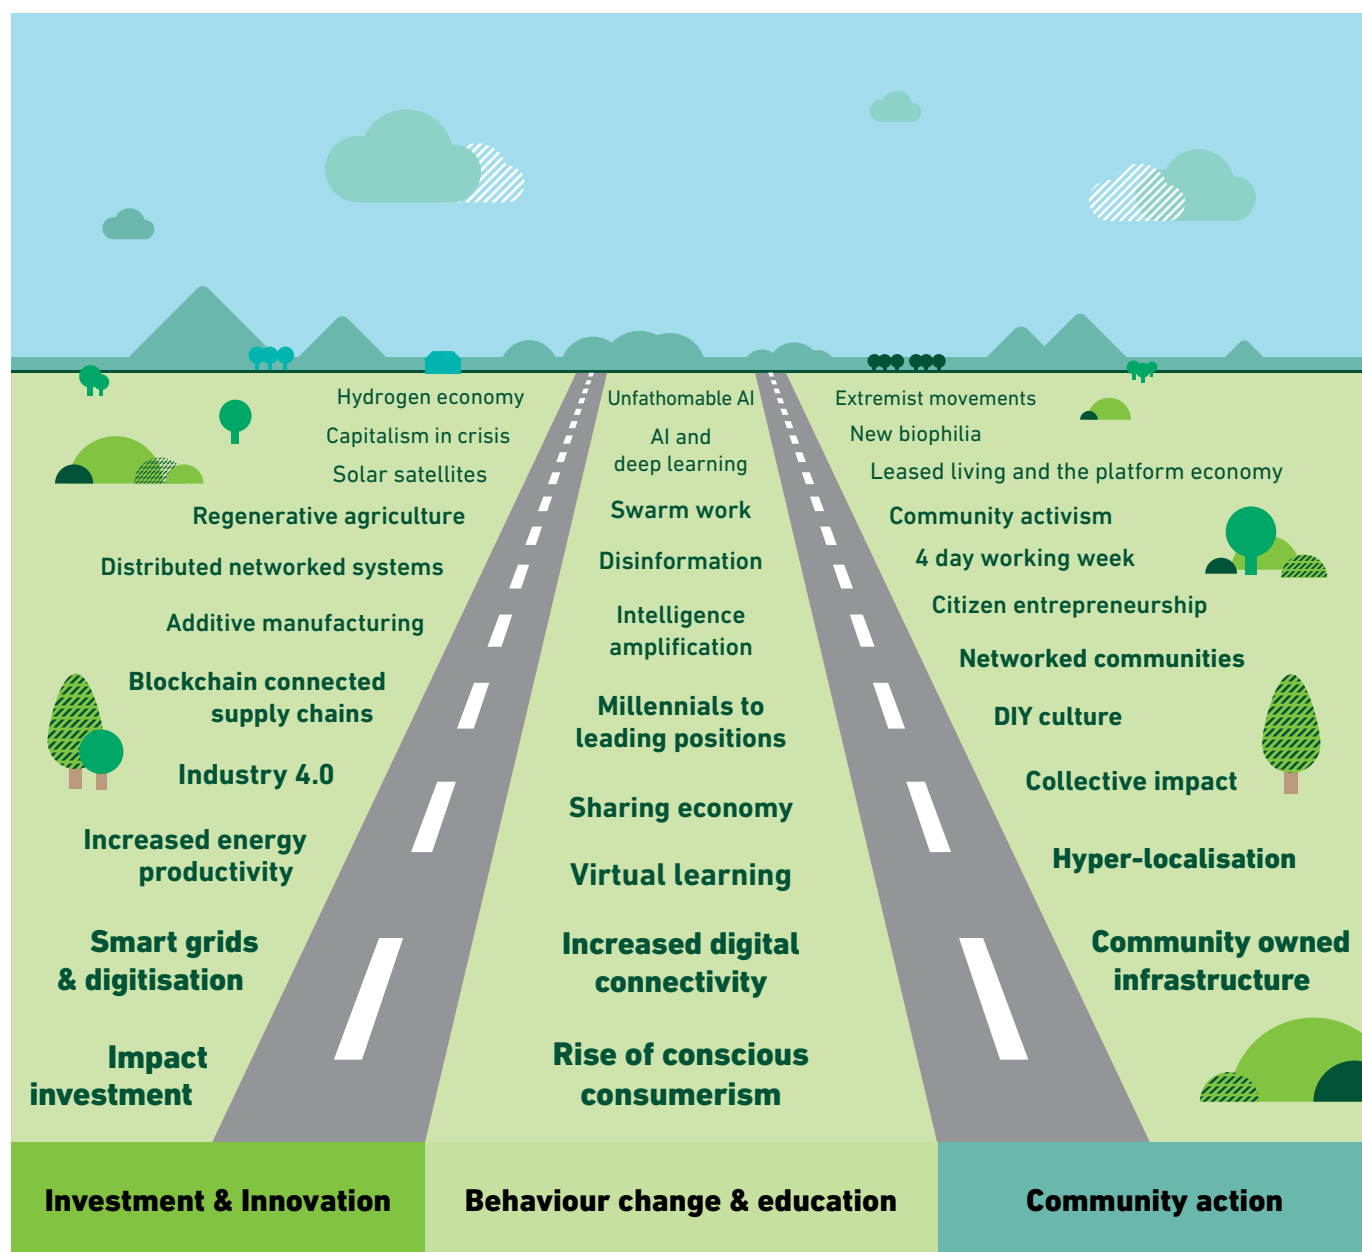 Hydrogen economy
Capitalism in crisis
Solar satellites
Regenerative agriculture
Distributed networked systems
Additive manufacturing
Blockchain connected
supply chains
Industry 4.0
Increased energy
productivity
Smart grids
& digitisation
Impact
investment
Investment & Innovation
Unfathomable AI
AI and
deep learning
Swarm work
Disinformation
Intelligence
amplification
Millennials to
leading positions
Sharing economy
Virtual learning
Increased digital
connectivity
Rise of conscious
consumerism
Behaviour change & education
Extremist movements
New biophilia
Leased living and the platform economy
Community activism
4 day working week
Citizen entrepreneurship
Networked communities
DIY culture
Collective impact
Hyper-localisation
Community owned
infrastructure
Community action